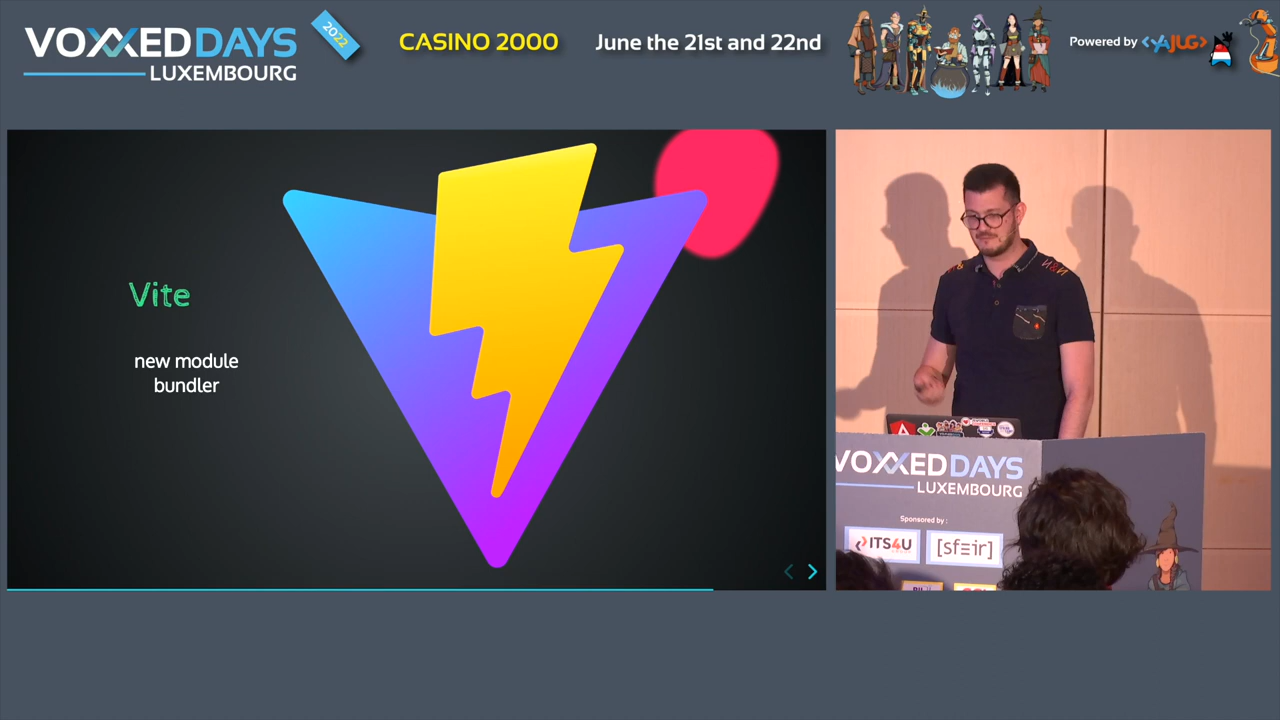 VOXXED DAYS
LUXEMBOURG
2022
CASINO 2000
June the 21st and 22nd
Powered by <YAJUG>
Vite
new module
bundler
VOXXED DAYS
LUXEMBOURG
Sponsored by :
ITS4U
[sfeir]